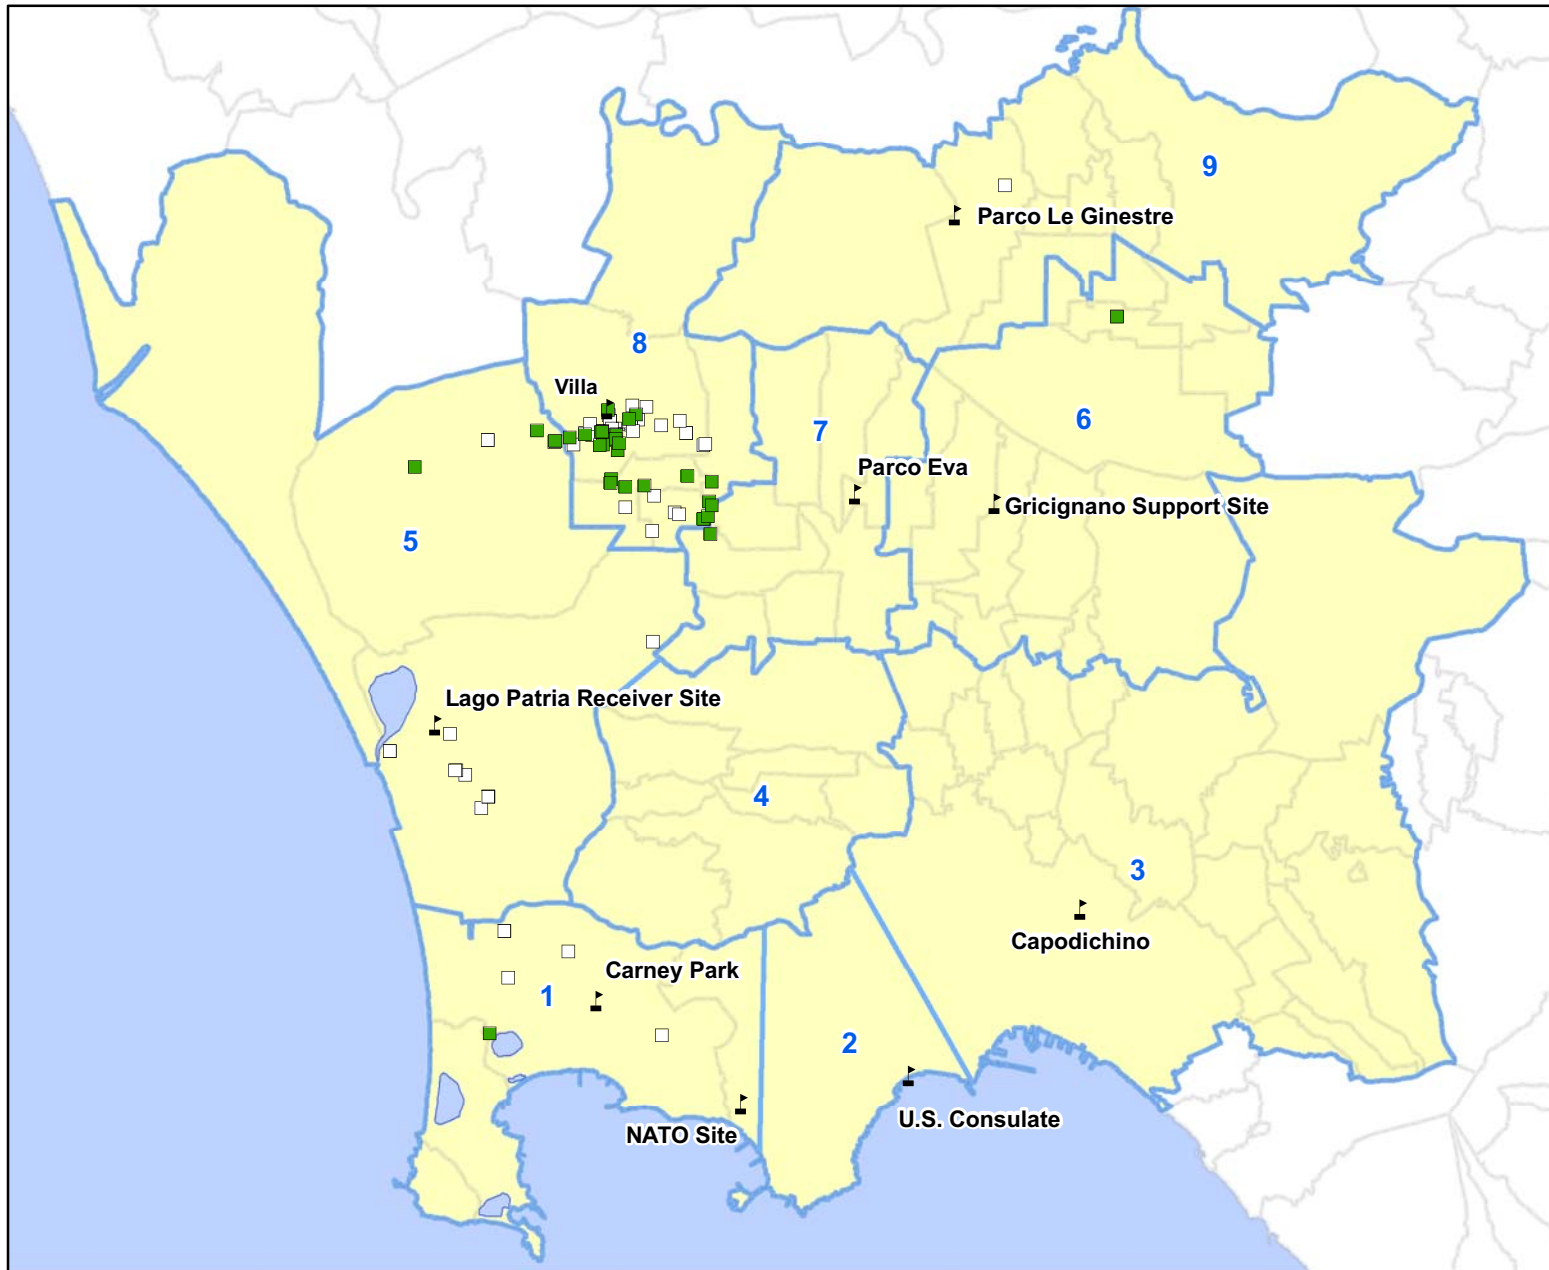 9
Parco Le Ginestre
8
Villa
6
7
Parco Eva
Gricignano Support Site
5
Lago Patria Receiver Site
4
3
Capodichino
Carney Park
1
2
U.S. Consulate
NATO Site